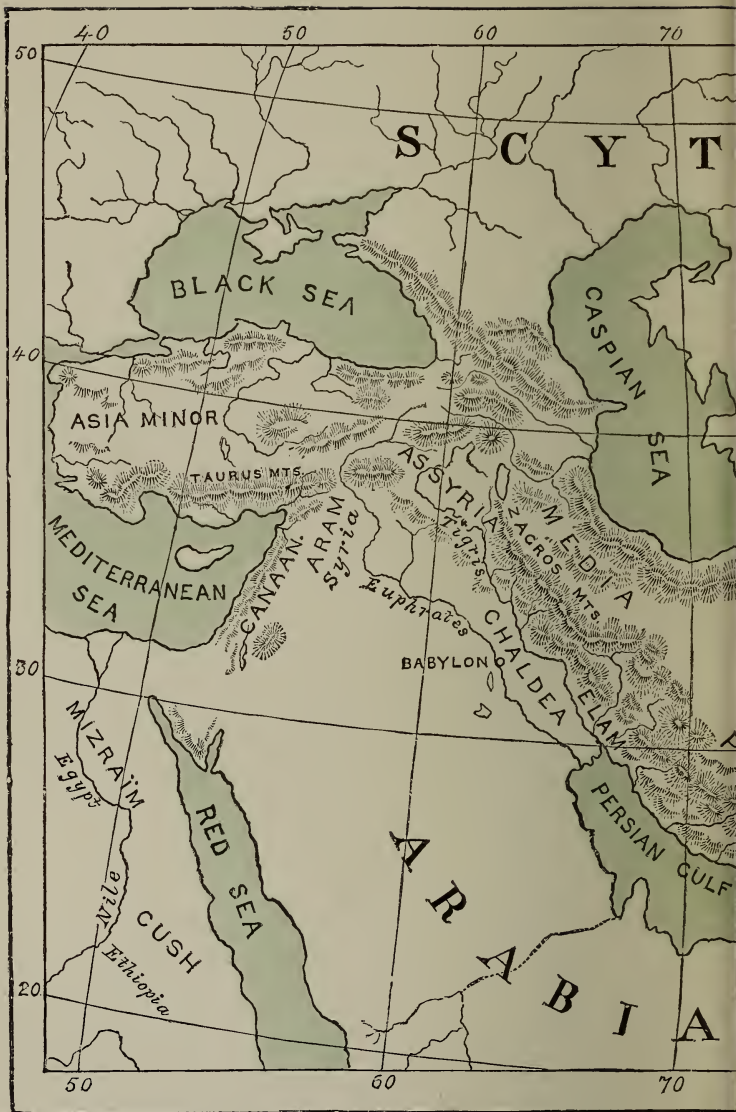 40 50 60 70
50
S C Y T
BLACK SEA
CASPIAN SEA
40
ASIA MINOR
TAURUS MTS.
ASSYRIA
Tigris
MEDIA
ZAGROS MTS.
ARAM
Syria
CANAAN.
MEDITERRANEAN
SEA
Euphrates
CHALDEA
BABYLON
ELAM
30
MIZRAÏM
Egypt
PERSIAN GULF
RED SEA
ARABIA
Nile
CUSH
Ethiopia
20
50 60 70